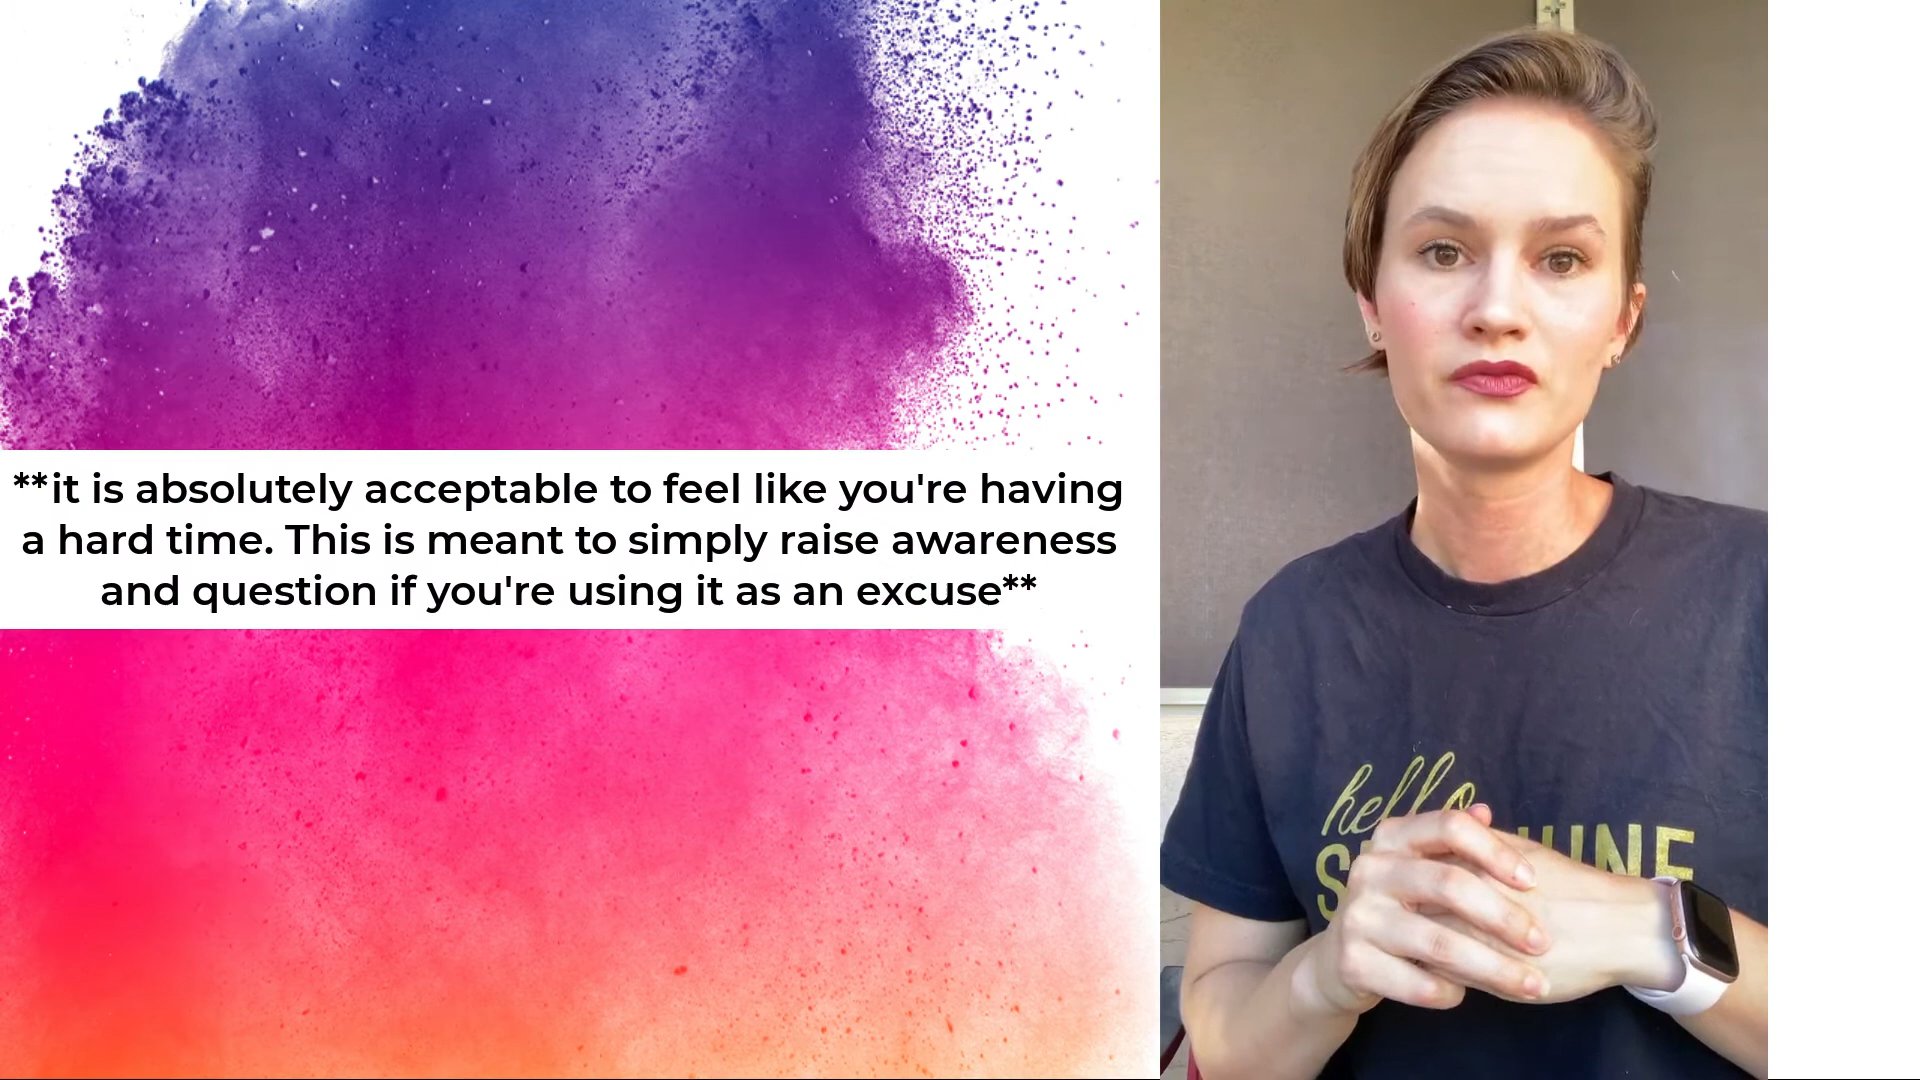 **it is absolutely acceptable to feel like you're having
a hard time. This is meant to simply raise awareness
and question if you're using it as an excuse**
hello